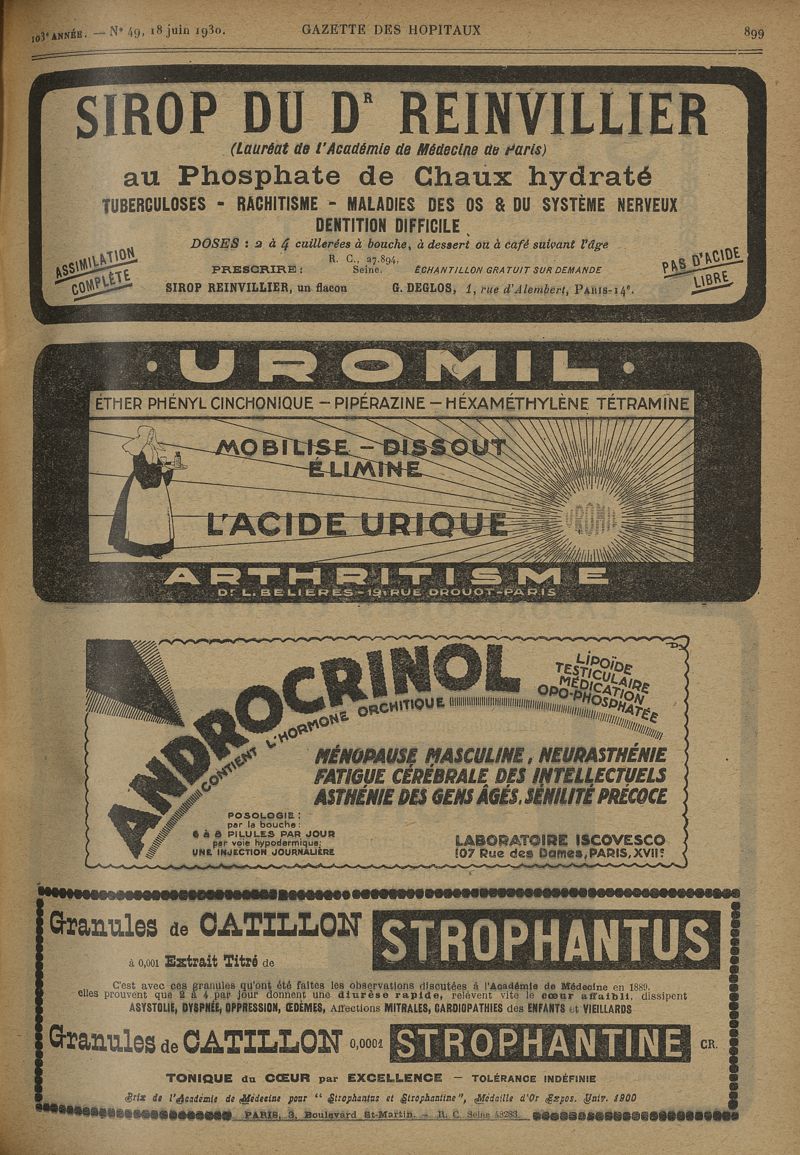 103e ANNÉE. — N° 49, 18 juin 1930. GAZETTE DES HOPITAUX 899
SIROP DU DR REINVILLIER
(Lauréat de l'Académie de Médecine de Paris)
au Phosphate de Chaux hydraté
TUBERCULOSES - RACHITISME - MALADIES DES OS & DU SYSTÈME NERVEUX
DENTITION DIFFICILE
DOSES : 2 à 4 cuillerées à bouche, à dessert ou à café suivant l'âge
ASSIMILATION
COMPLÈTE
R. C., 27.894,
PRESCRIRE : Seine. ÉCHANTILLON GRATUIT SUR DEMANDE
SIROP REINVILLIER, un flacon G. DEGLOS, 1, rue d'Alembert, PARIS-14e.
PAS D'ACIDE
LIBRE
· UROMIL ·
ÉTHER PHÉNYL CINCHONIQUE — PIPÉRAZINE — HÉXAMÉTHYLÈNE TÉTRAMINE
MOBILISE — DISSOUT
ÉLIMINE
L'ACIDE URIQUE
UROMIL
ARTHRITISME
Dr L. BELIERES - 19, RUE DROUOT - PARIS
ANDROCRINOL
CONTIENT L'HORMONE ORCHITIQUE
LIPOÏDE
TESTICULAIRE
MÉDICATION
OPO-PHOSPHATÉE
MÉNOPAUSE MASCULINE, NEURASTHÉNIE
FATIGUE CÉRÉBRALE DES INTELLECTUELS
ASTHÉNIE DES GENS ÂGÉS, SÉNILITÉ PRÉCOCE
POSOLOGIE :
par la bouche :
6 à 8 PILULES PAR JOUR
par voie hypodermique :
UNE INJECTION JOURNALIÈRE
LABORATOIRE ISCOVESCO
107 Rue des Dames, PARIS, XVIIe
Granules de CATILLON STROPHANTUS
à 0,001 Extrait Titré de
C'est avec ces granules qu'ont été faites les observations discutées à l'Académie de Médecine en 1889.
elles prouvent que 2 à 4 par jour donnent une diurèse rapide, relèvent vite le cœur affaibli, dissipent
ASYSTOLIE, DYSPNÉE, OPPRESSION, ŒDÈMES, Affections MITRALES, CARDIOPATHIES des ENFANTS et VIEILLARDS
Granules de CATILLON 0,0001 STROPHANTINE CR.
TONIQUE du CŒUR par EXCELLENCE — TOLÉRANCE INDÉFINIE
Prix de l'Académie de Médecine pour " Strophantus et Strophantine ", Médaille d'Or Expos. Univ. 1900
PARIS, 3, Boulevard St-Martin. — R. C. Seine 48283.